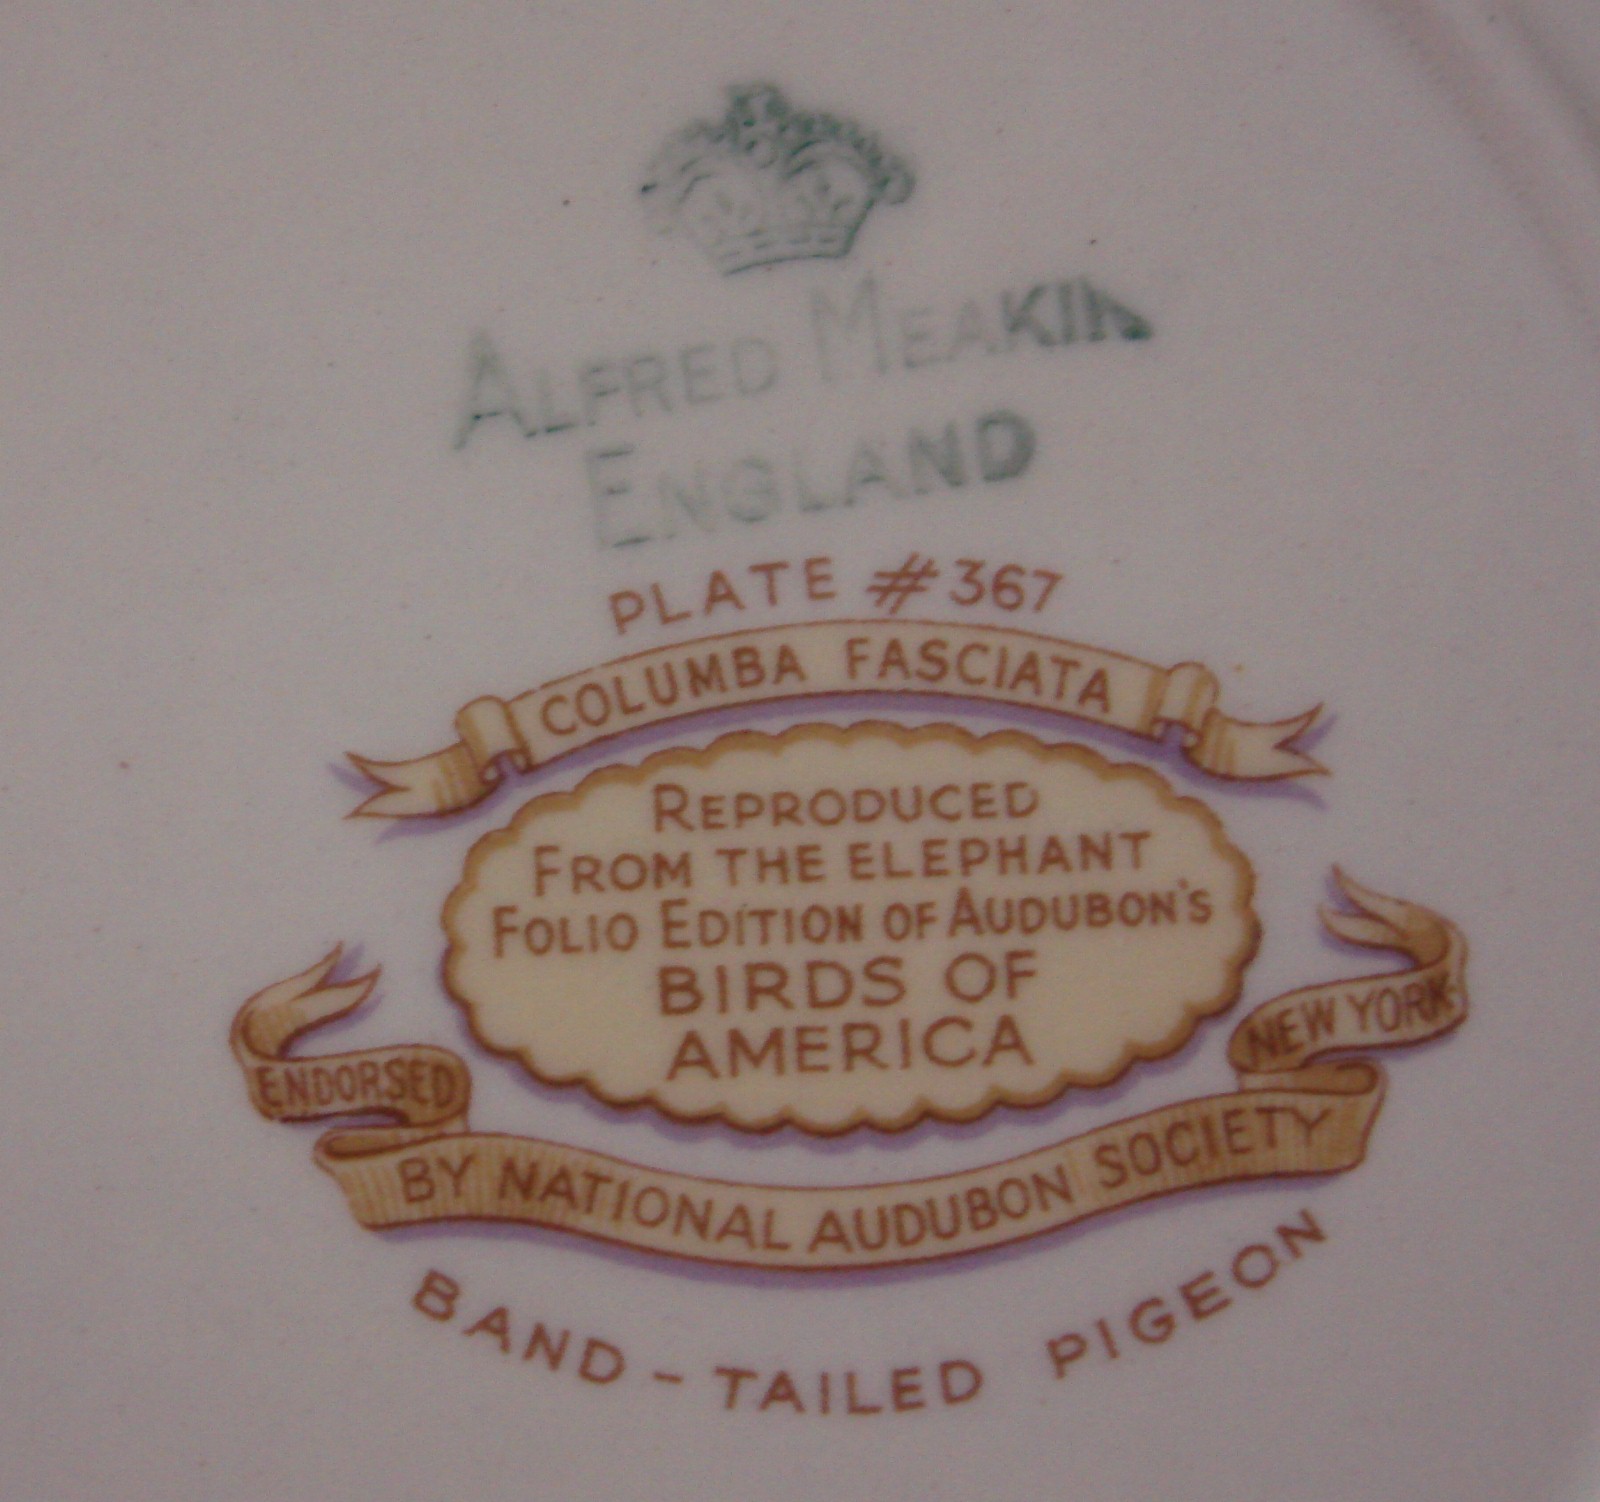 ALFRED MEAKIN
ENGLAND
PLATE #367
COLUMBA FASCIATA
REPRODUCED
FROM THE ELEPHANT
FOLIO EDITION OF AUDUBON'S
BIRDS OF
AMERICA
ENDORSED
BY NATIONAL AUDUBON SOCIETY
NEW YORK
BAND-TAILED PIGEON